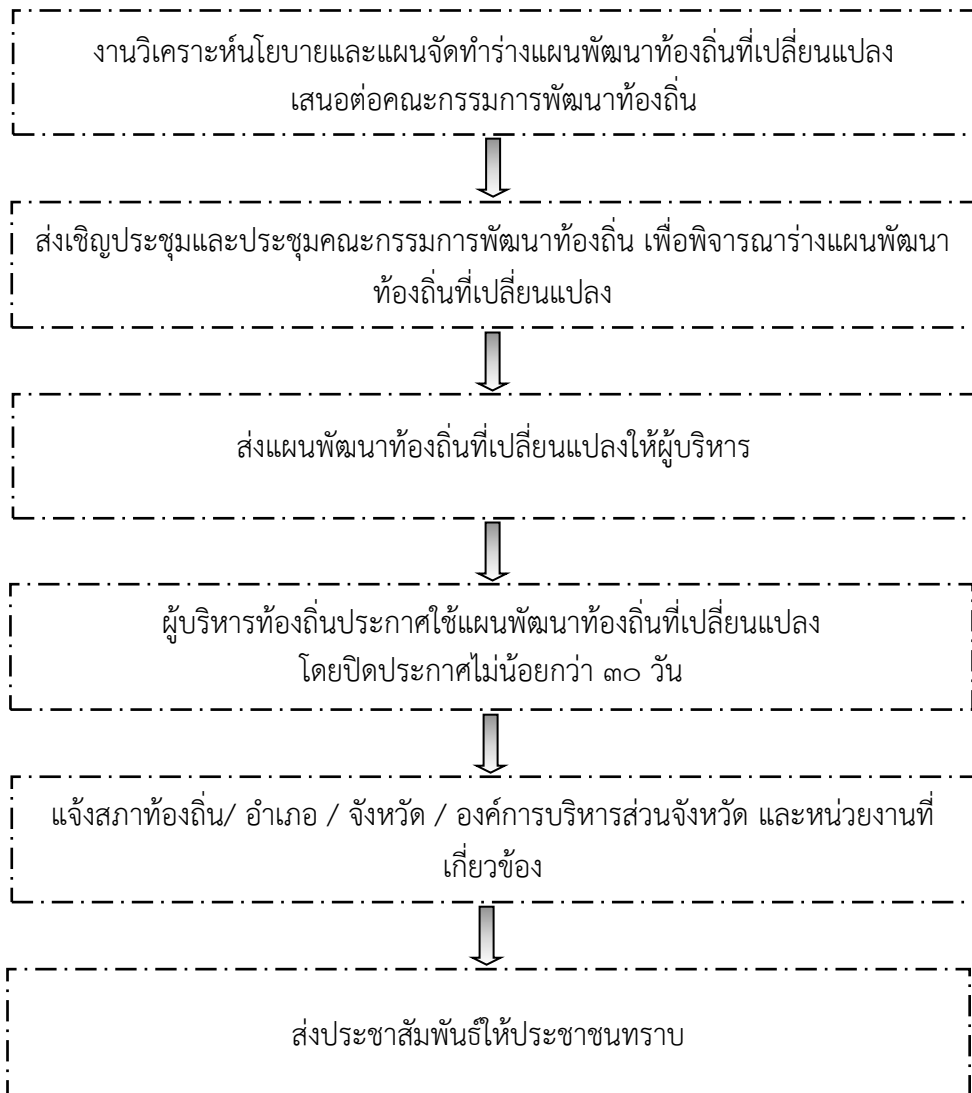 งานวิเคราะห์นโยบายและแผนจัดทำร่างแผนพัฒนาท้องถิ่นที่เปลี่ยนแปลง
เสนอต่อคณะกรรมการพัฒนาท้องถิ่น
ส่งเชิญประชุมและประชุมคณะกรรมการพัฒนาท้องถิ่น เพื่อพิจารณาร่างแผนพัฒนา
ท้องถิ่นที่เปลี่ยนแปลง
ส่งแผนพัฒนาท้องถิ่นที่เปลี่ยนแปลงให้ผู้บริหาร
ผู้บริหารท้องถิ่นประกาศใช้แผนพัฒนาท้องถิ่นที่เปลี่ยนแปลง
โดยปิดประกาศไม่น้อยกว่า ๓๐ วัน
แจ้งสภาท้องถิ่น/ อำเภอ / จังหวัด / องค์การบริหารส่วนจังหวัด และหน่วยงานที่
เกี่ยวข้อง
ส่งประชาสัมพันธ์ให้ประชาชนทราบ